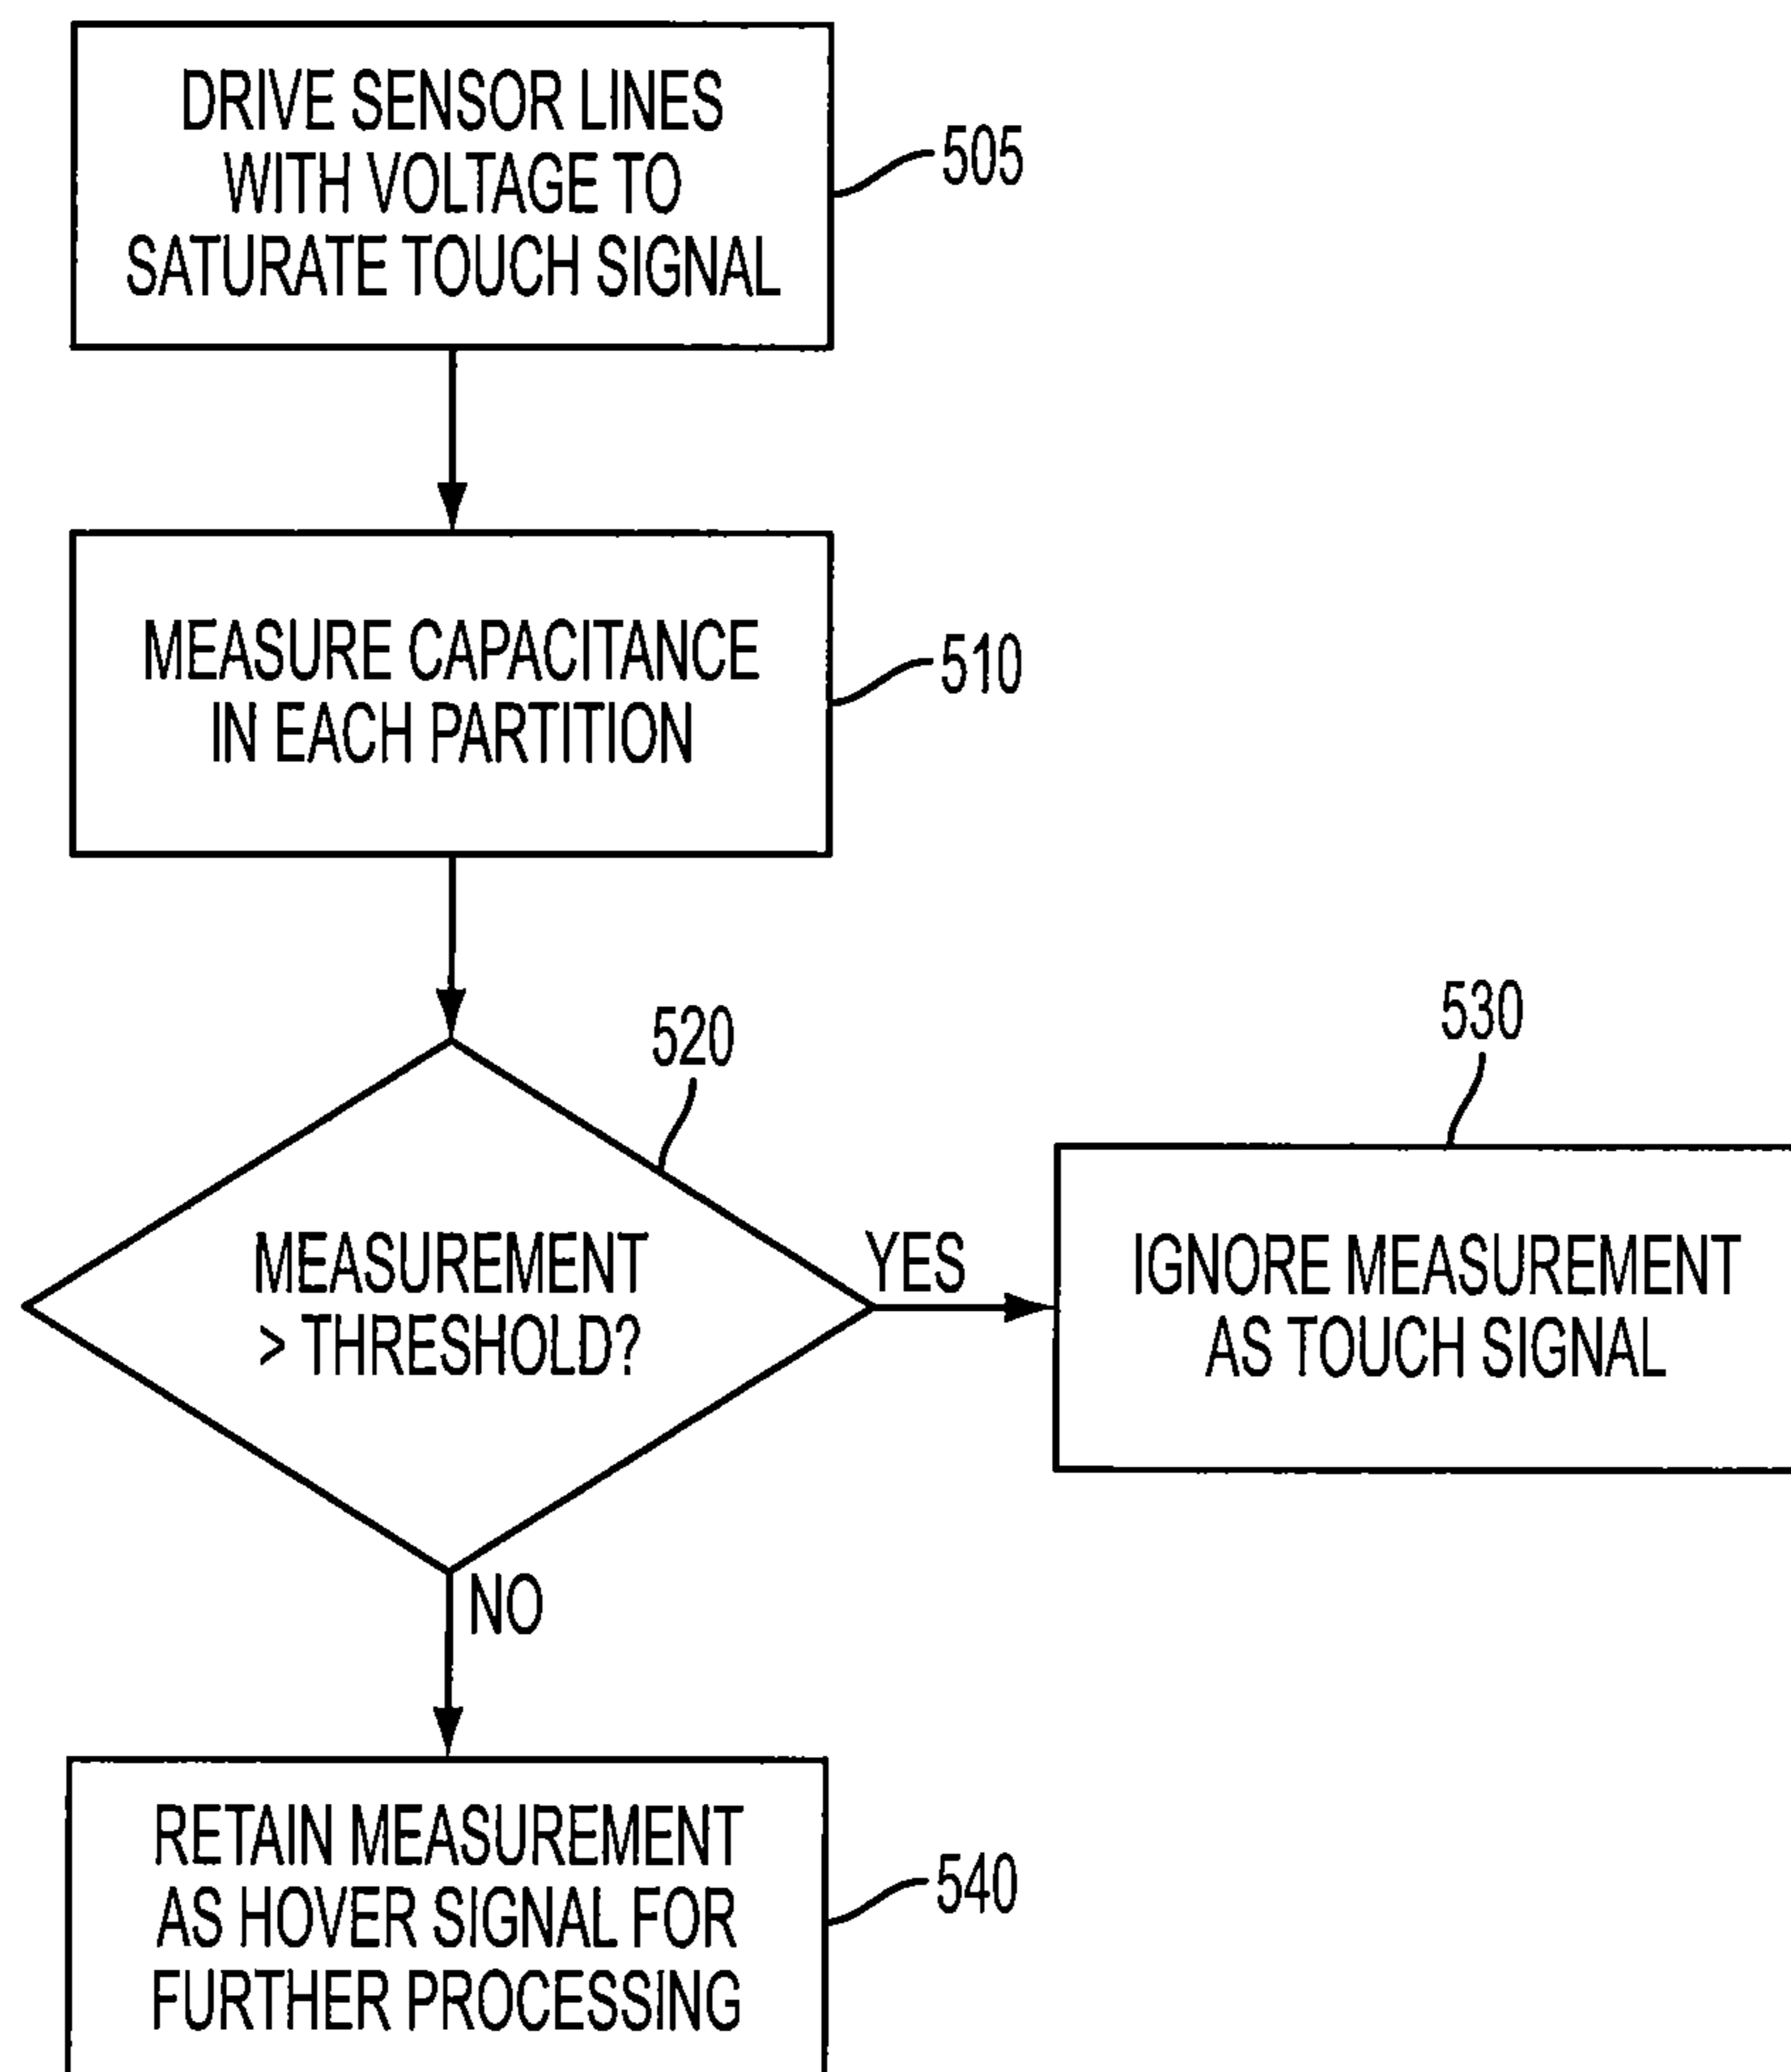 DRIVE SENSOR LINES
WITH VOLTAGE TO
SATURATE TOUCH SIGNAL
505
MEASURE CAPACITANCE
IN EACH PARTITION
510
520
530
MEASUREMENT
> THRESHOLD?
YES
IGNORE MEASUREMENT
AS TOUCH SIGNAL
NO
RETAIN MEASUREMENT
AS HOVER SIGNAL FOR
FURTHER PROCESSING
540